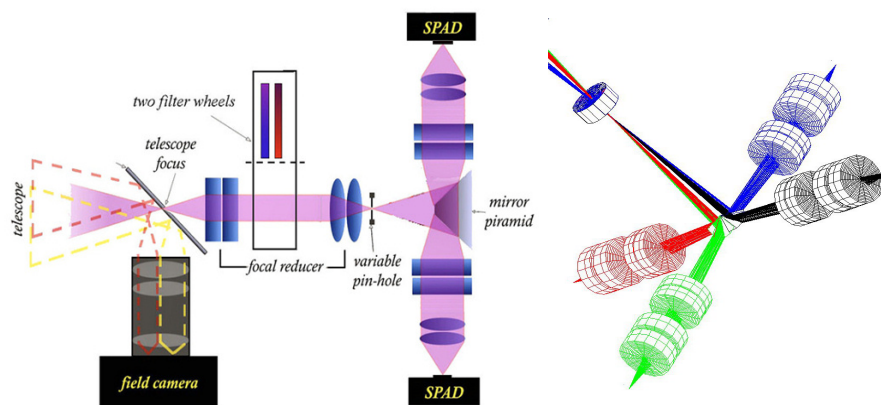 SPAD
two filter wheels
telescope
focus
telescope
mirror
piramid
focal reducer
variable
pin-hole
field camera
SPAD